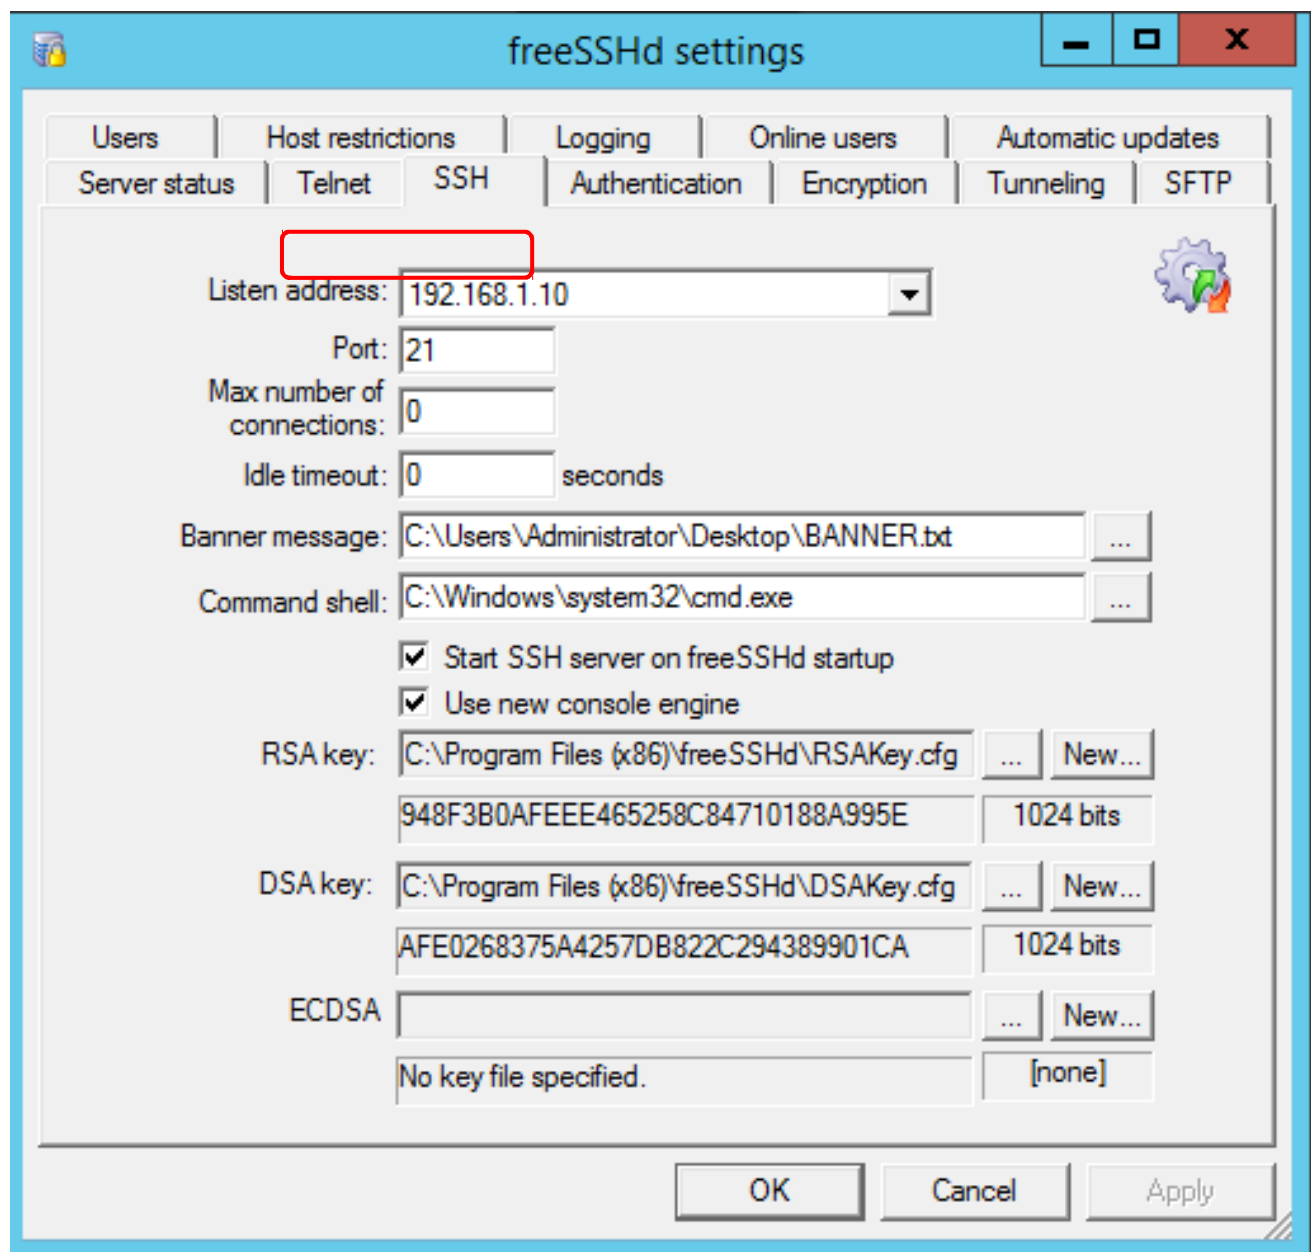 freeSSHd settings
X
Users Host restrictions Logging Online users Automatic updates
Server status Telnet SSH Authentication Encryption Tunneling SFTP
Listen address: 192.168.1.10
Port: 21
Max number of
connections: 0
Idle timeout: 0 seconds
Banner message: C:\Users\Administrator\Desktop\BANNER.txt ...
Command shell: C:\Windows\system32\cmd.exe ...
Start SSH server on freeSSHd startup
Use new console engine
RSA key: C:\Program Files (x86)\freeSSHd\RSAKey.cfg ... New...
948F3B0AFEEE465258C84710188A995E 1024 bits
DSA key: C:\Program Files (x86)\freeSSHd\DSAKey.cfg ... New...
AFE0268375A4257DB822C294389901CA 1024 bits
ECDSA ... New...
No key file specified. [none]
OK Cancel Apply